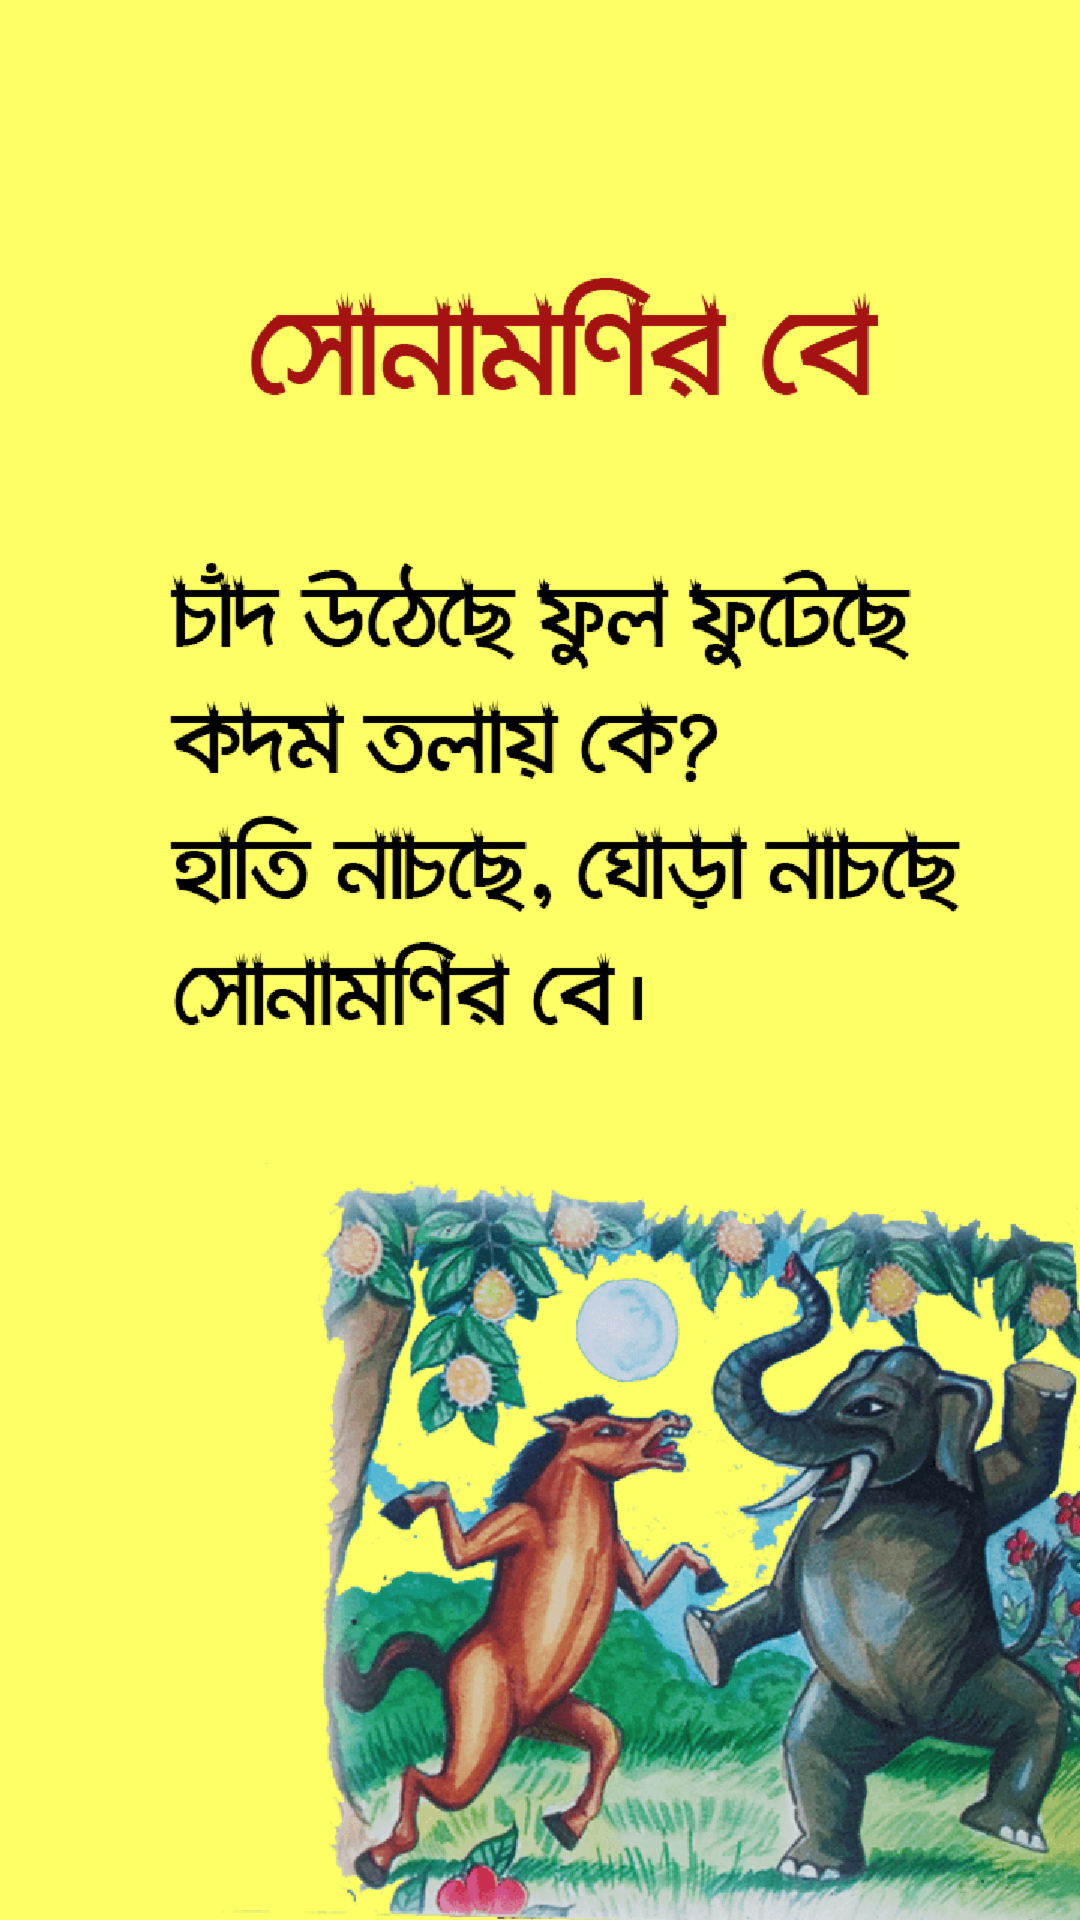 সোনামণির বে
চাঁদ উঠেছে ফুল ফুটেছে
কদম তলায় কে?
হাতি নাচছে, ঘোড়া নাচছে
সোনামণির বে।